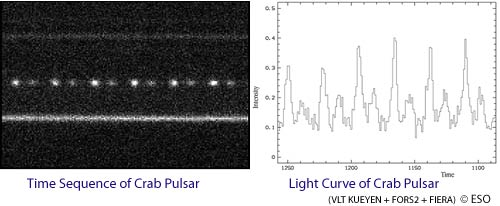 0.5
0.4
0.3
0.2
0.1
0
Intensity
1250
1200
1150
1100
Time
Time Sequence of Crab Pulsar
Light Curve of Crab Pulsar
(VLT KUEYEN + FORS2 + FIERA) © ESO